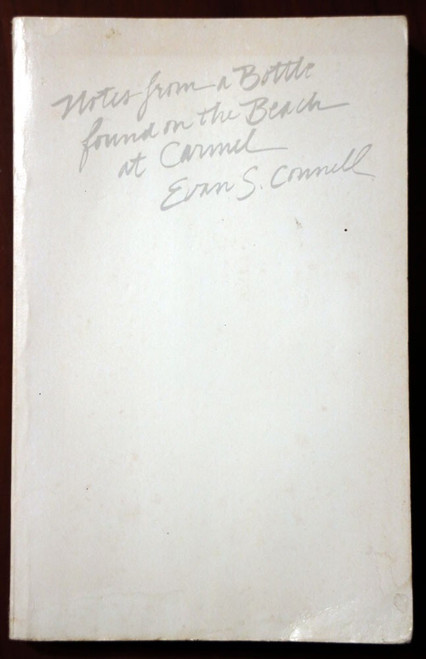 Notes from a Bottle
found on the Beach
at Carmel
Evan S. Connell